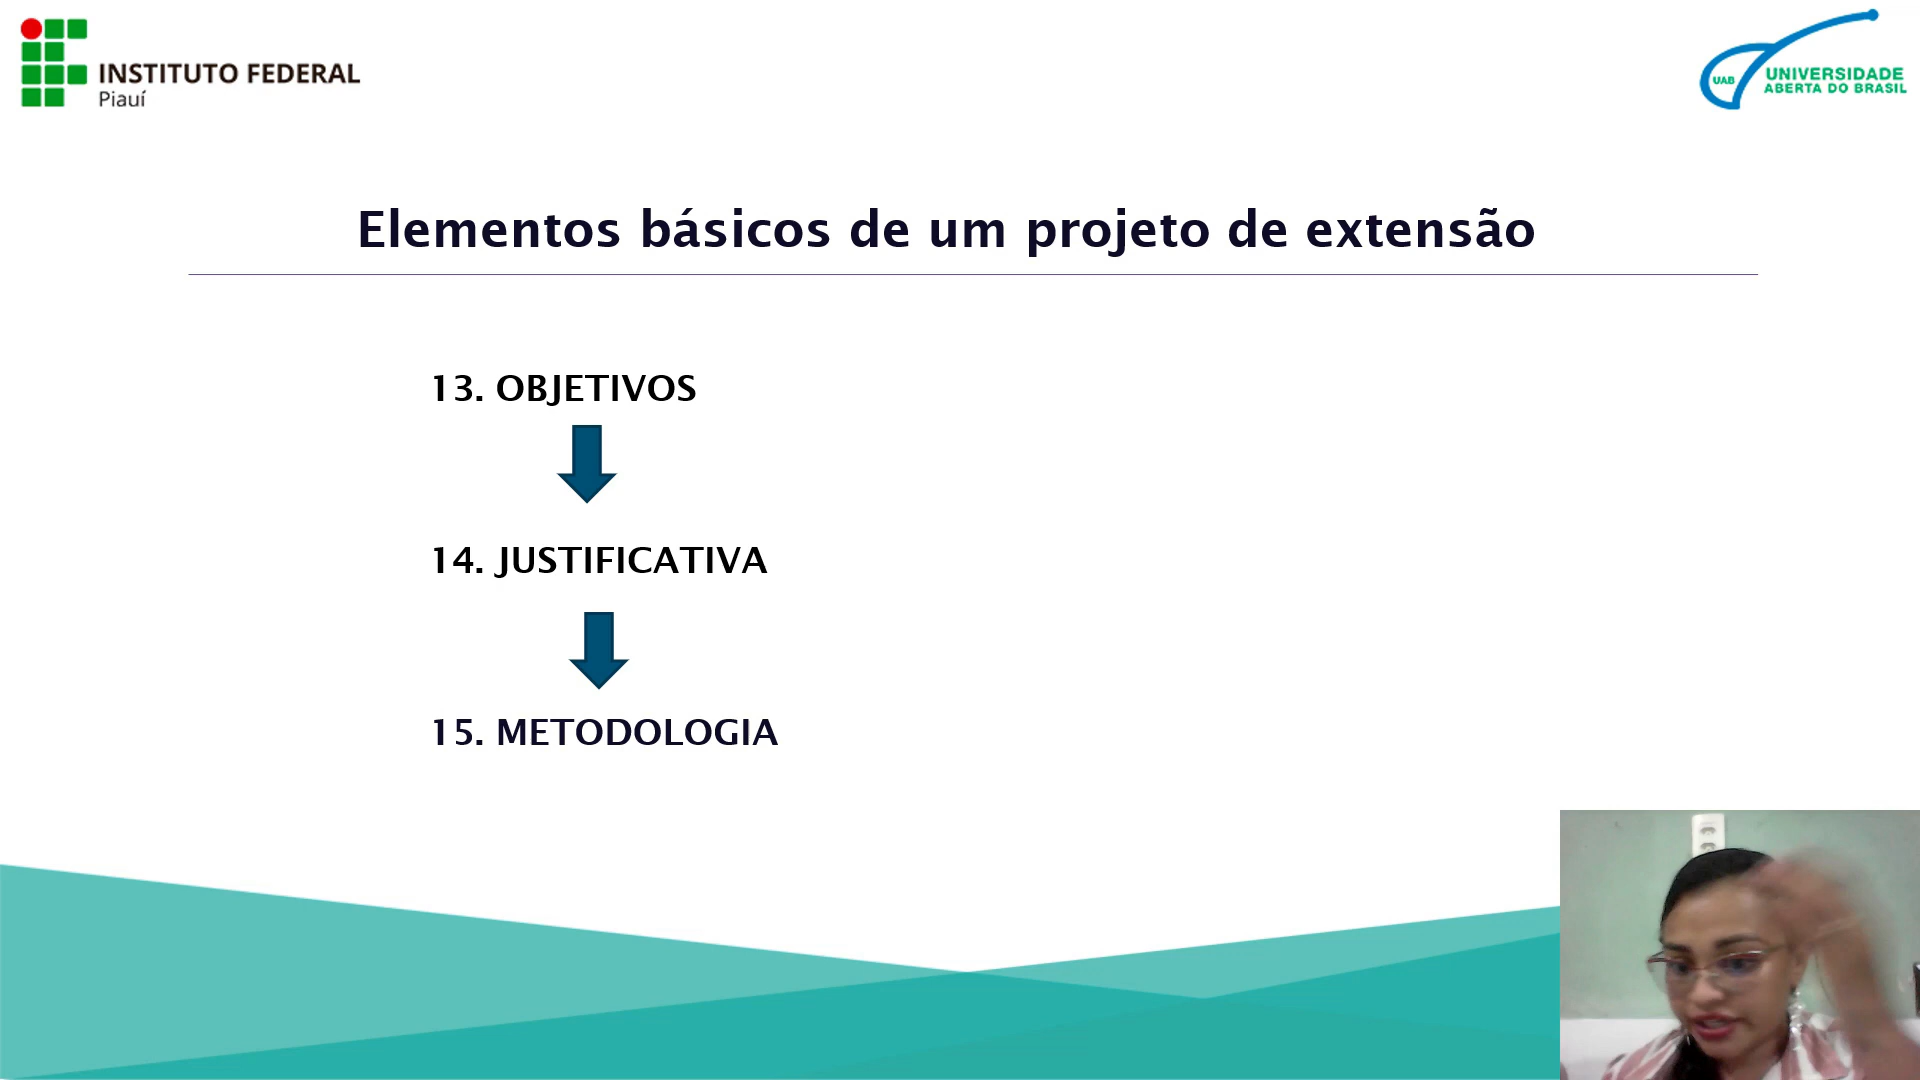 INSTITUTO FEDERAL
Piauí
UAB
UNIVERSIDADE
ABERTA DO BRASIL
Elementos básicos de um projeto de extensão
13. OBJETIVOS
14. JUSTIFICATIVA
15. METODOLOGIA